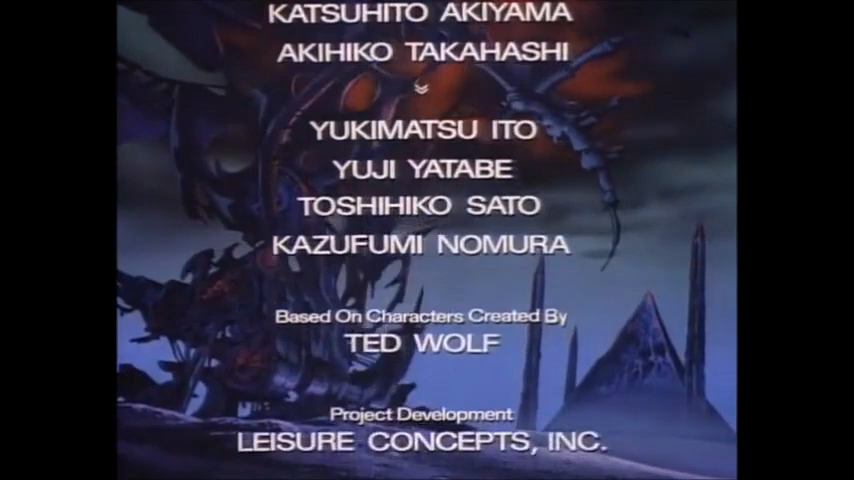 KATSUHITO AKIYAMA
AKIHIKO TAKAHASHI
YUKIMATSU ITO
YUJI YATABE
TOSHIHIKO SATO
KAZUFUMI NOMURA
Based On Characters Created By
TED WOLF
Project Development
LEISURE CONCEPTS, INC.